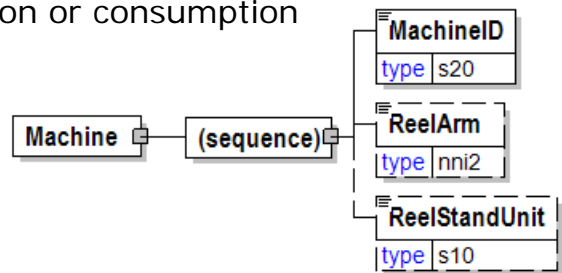 on or consumption
MachineID
type s20
Machine
(sequence)
ReelArm
type nni2
ReelStandUnit
type s10